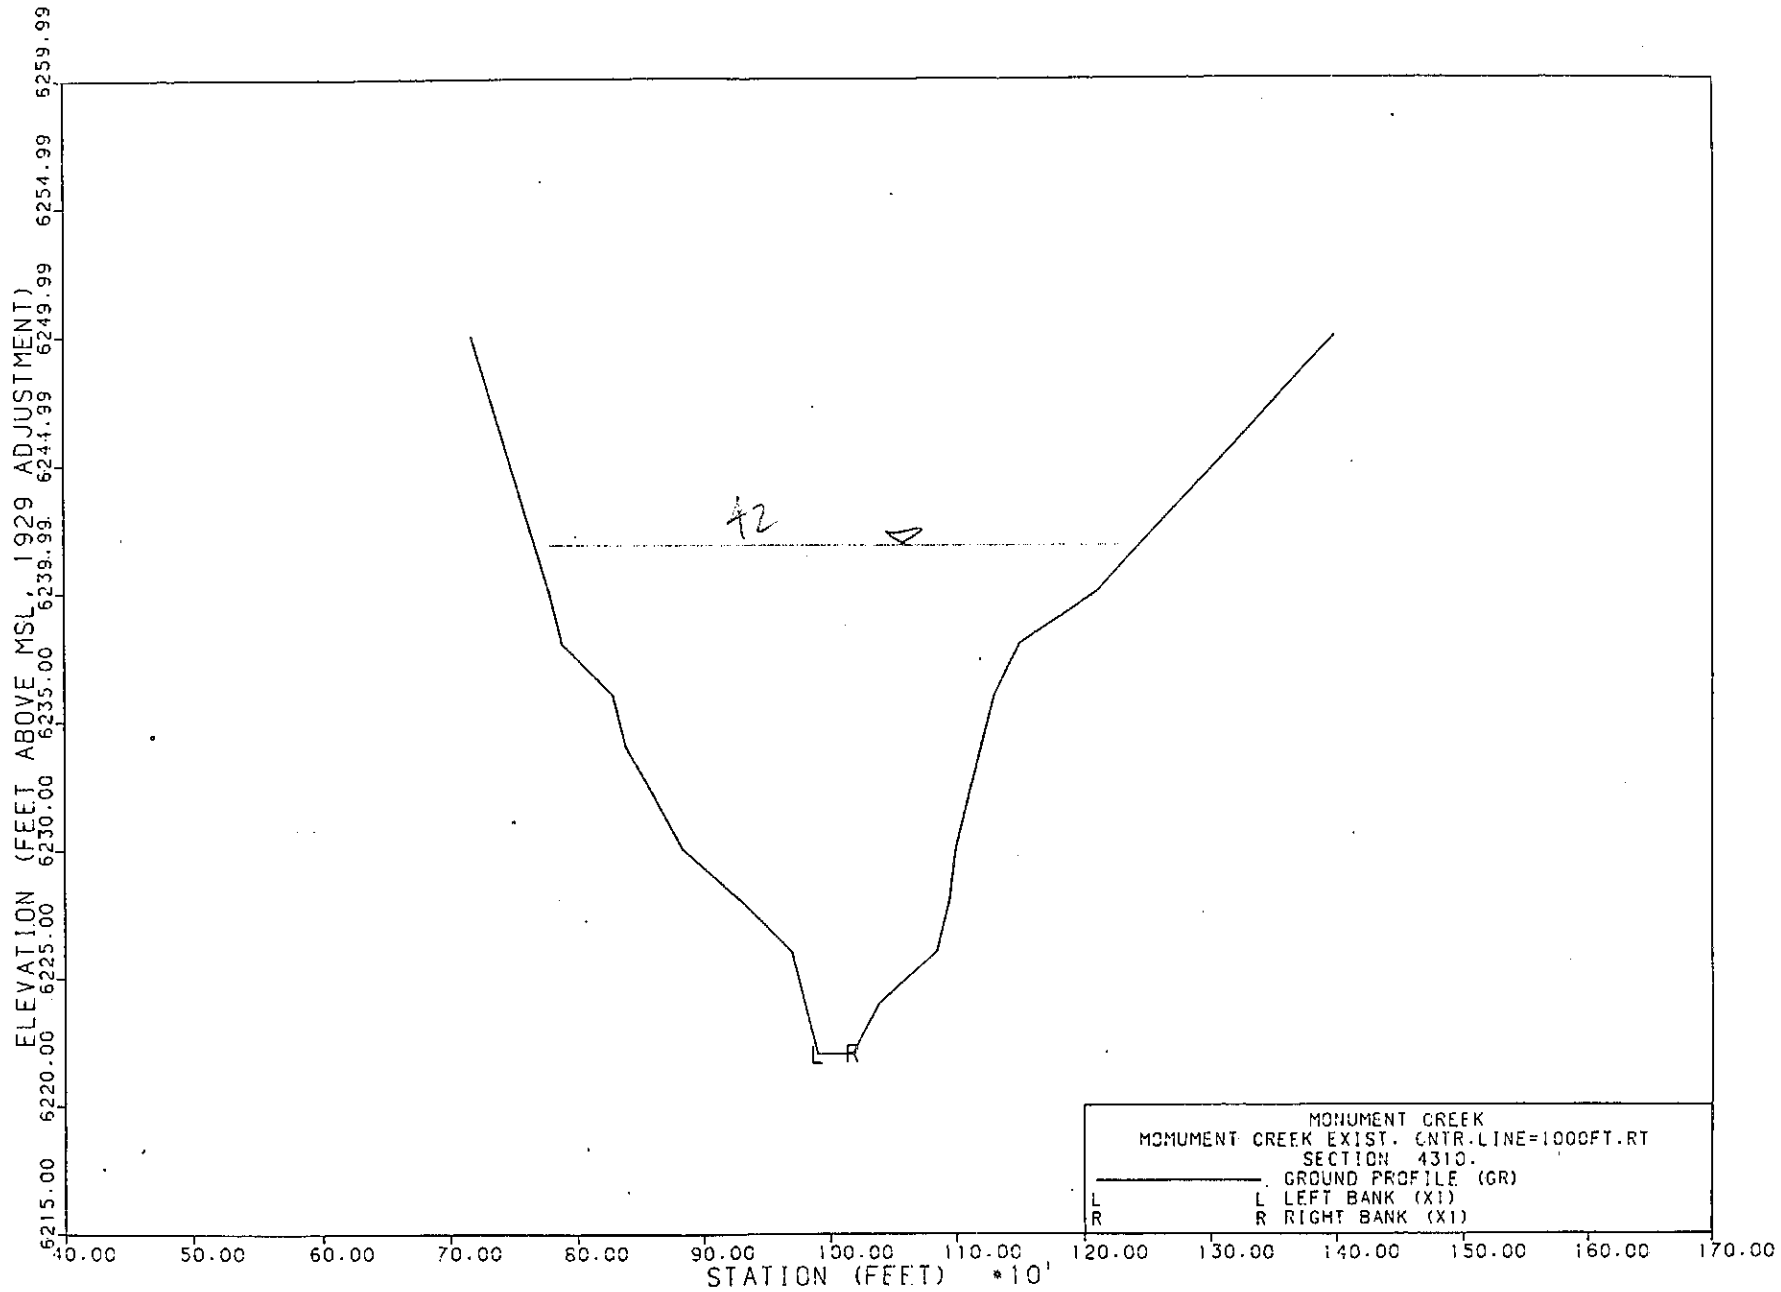 6259.99
6254.99
6249.99
6244.99
6239.99
6235.00
6230.00
6225.00
6220.00
6215.00
ELEVATION (FEET ABOVE MSL, 1929 ADJUSTMENT)
42
MONUMENT CREEK
MOMUMENT CREEK EXIST. CNTR.LINE=1000FT.RT
SECTION 4310.
GROUND PROFILE (GR)
L L LEFT BANK (X1)
R R RIGHT BANK (X1)
L R
40.00 50.00 60.00 70.00 80.00 90.00 100.00 110.00 120.00 130.00 140.00 150.00 160.00 170.00
STATION (FEET) *10¹